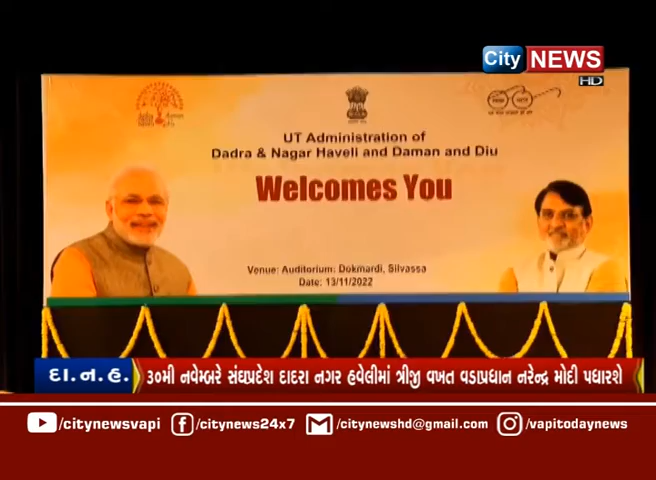 City NEWS
HD
UT Administration of
Dadra & Nagar Haveli and Daman and Diu
Welcomes You
Venue: Auditorium: Dokmardi, Silvassa
Date: 13/11/2022
દા.ન.હ.
૩૦મી નવેમ્બરે સંઘપ્રદેશ દાદરા નગર હવેલીમાં ત્રીજી વખત વડાપ્રધાન નરેન્દ્ર મોદી પધારશે
/citynewsvapi
/citynews24x7
/citynewshd@gmail.com
/vapitodaynews